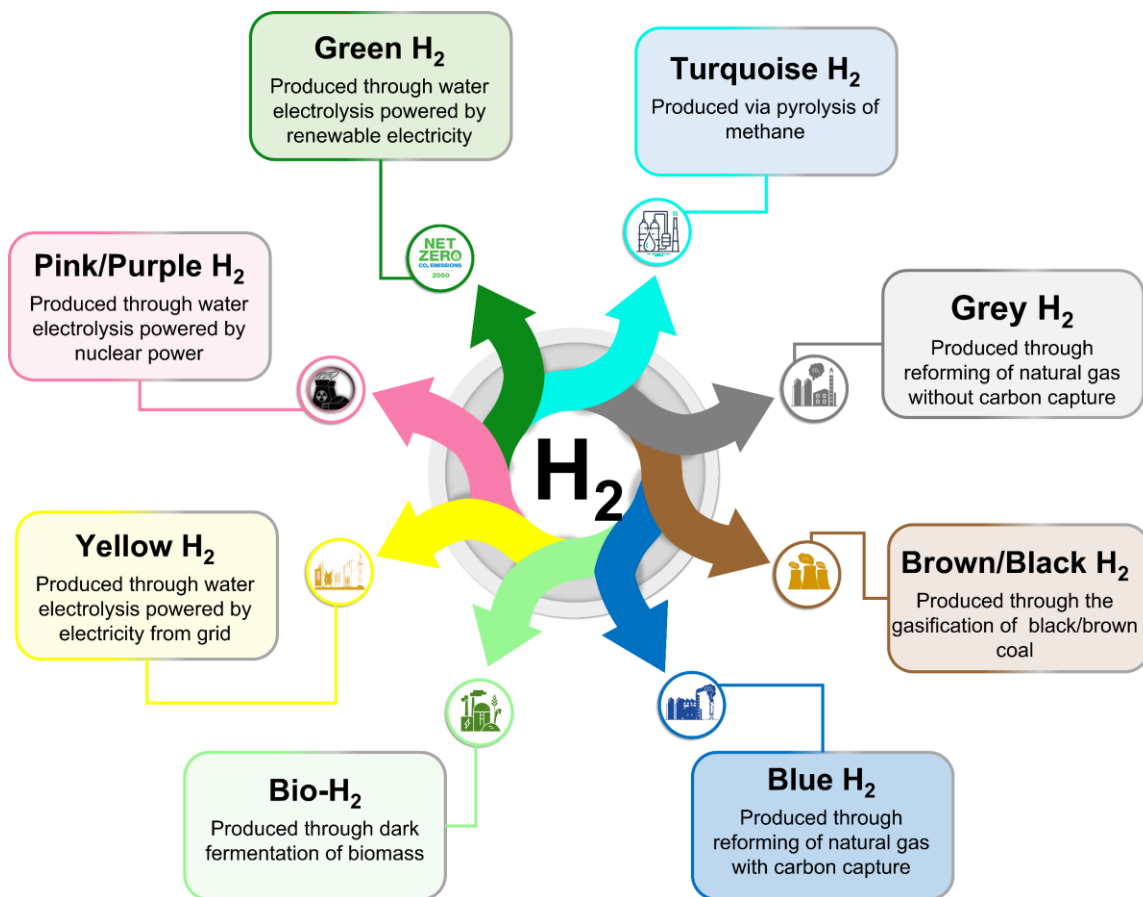 Green H₂
Produced through water
electrolysis powered by
renewable electricity
Turquoise H₂
Produced via pyrolysis of
methane
NET
ZERO
CO₂ EMISSIONS
2050
Pink/Purple H₂
Produced through water
electrolysis powered by
nuclear power
Grey H₂
Produced through
reforming of natural gas
without carbon capture
H₂
Yellow H₂
Produced through water
electrolysis powered by
electricity from grid
Brown/Black H₂
Produced through the
gasification of black/brown
coal
Bio-H₂
Produced through dark
fermentation of biomass
Blue H₂
Produced through
reforming of natural gas
with carbon capture